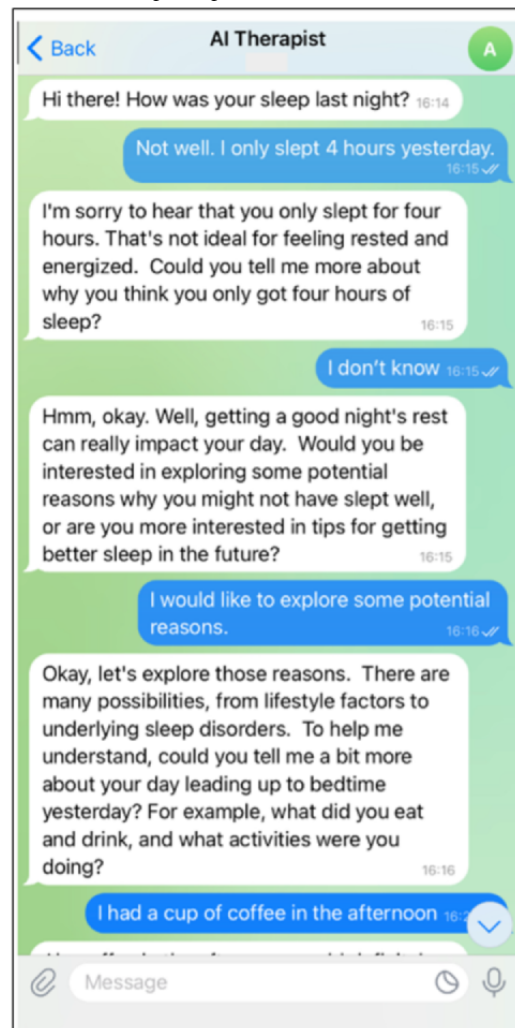 Back
AI Therapist
A
Hi there! How was your sleep last night? 16:14
Not well. I only slept 4 hours yesterday.
16:15
I'm sorry to hear that you only slept for four
hours. That's not ideal for feeling rested and
energized.  Could you tell me more about
why you think you only got four hours of
sleep?
16:15
I don't know 16:15
Hmm, okay. Well, getting a good night's rest
can really impact your day.  Would you be
interested in exploring some potential
reasons why you might not have slept well,
or are you more interested in tips for getting
better sleep in the future?
16:15
I would like to explore some potential
reasons.
16:16
Okay, let's explore those reasons.  There are
many possibilities, from lifestyle factors to
underlying sleep disorders.  To help me
understand, could you tell me a bit more
about your day leading up to bedtime
yesterday? For example, what did you eat
and drink, and what activities were you
doing?
16:16
I had a cup of coffee in the afternoon
Message